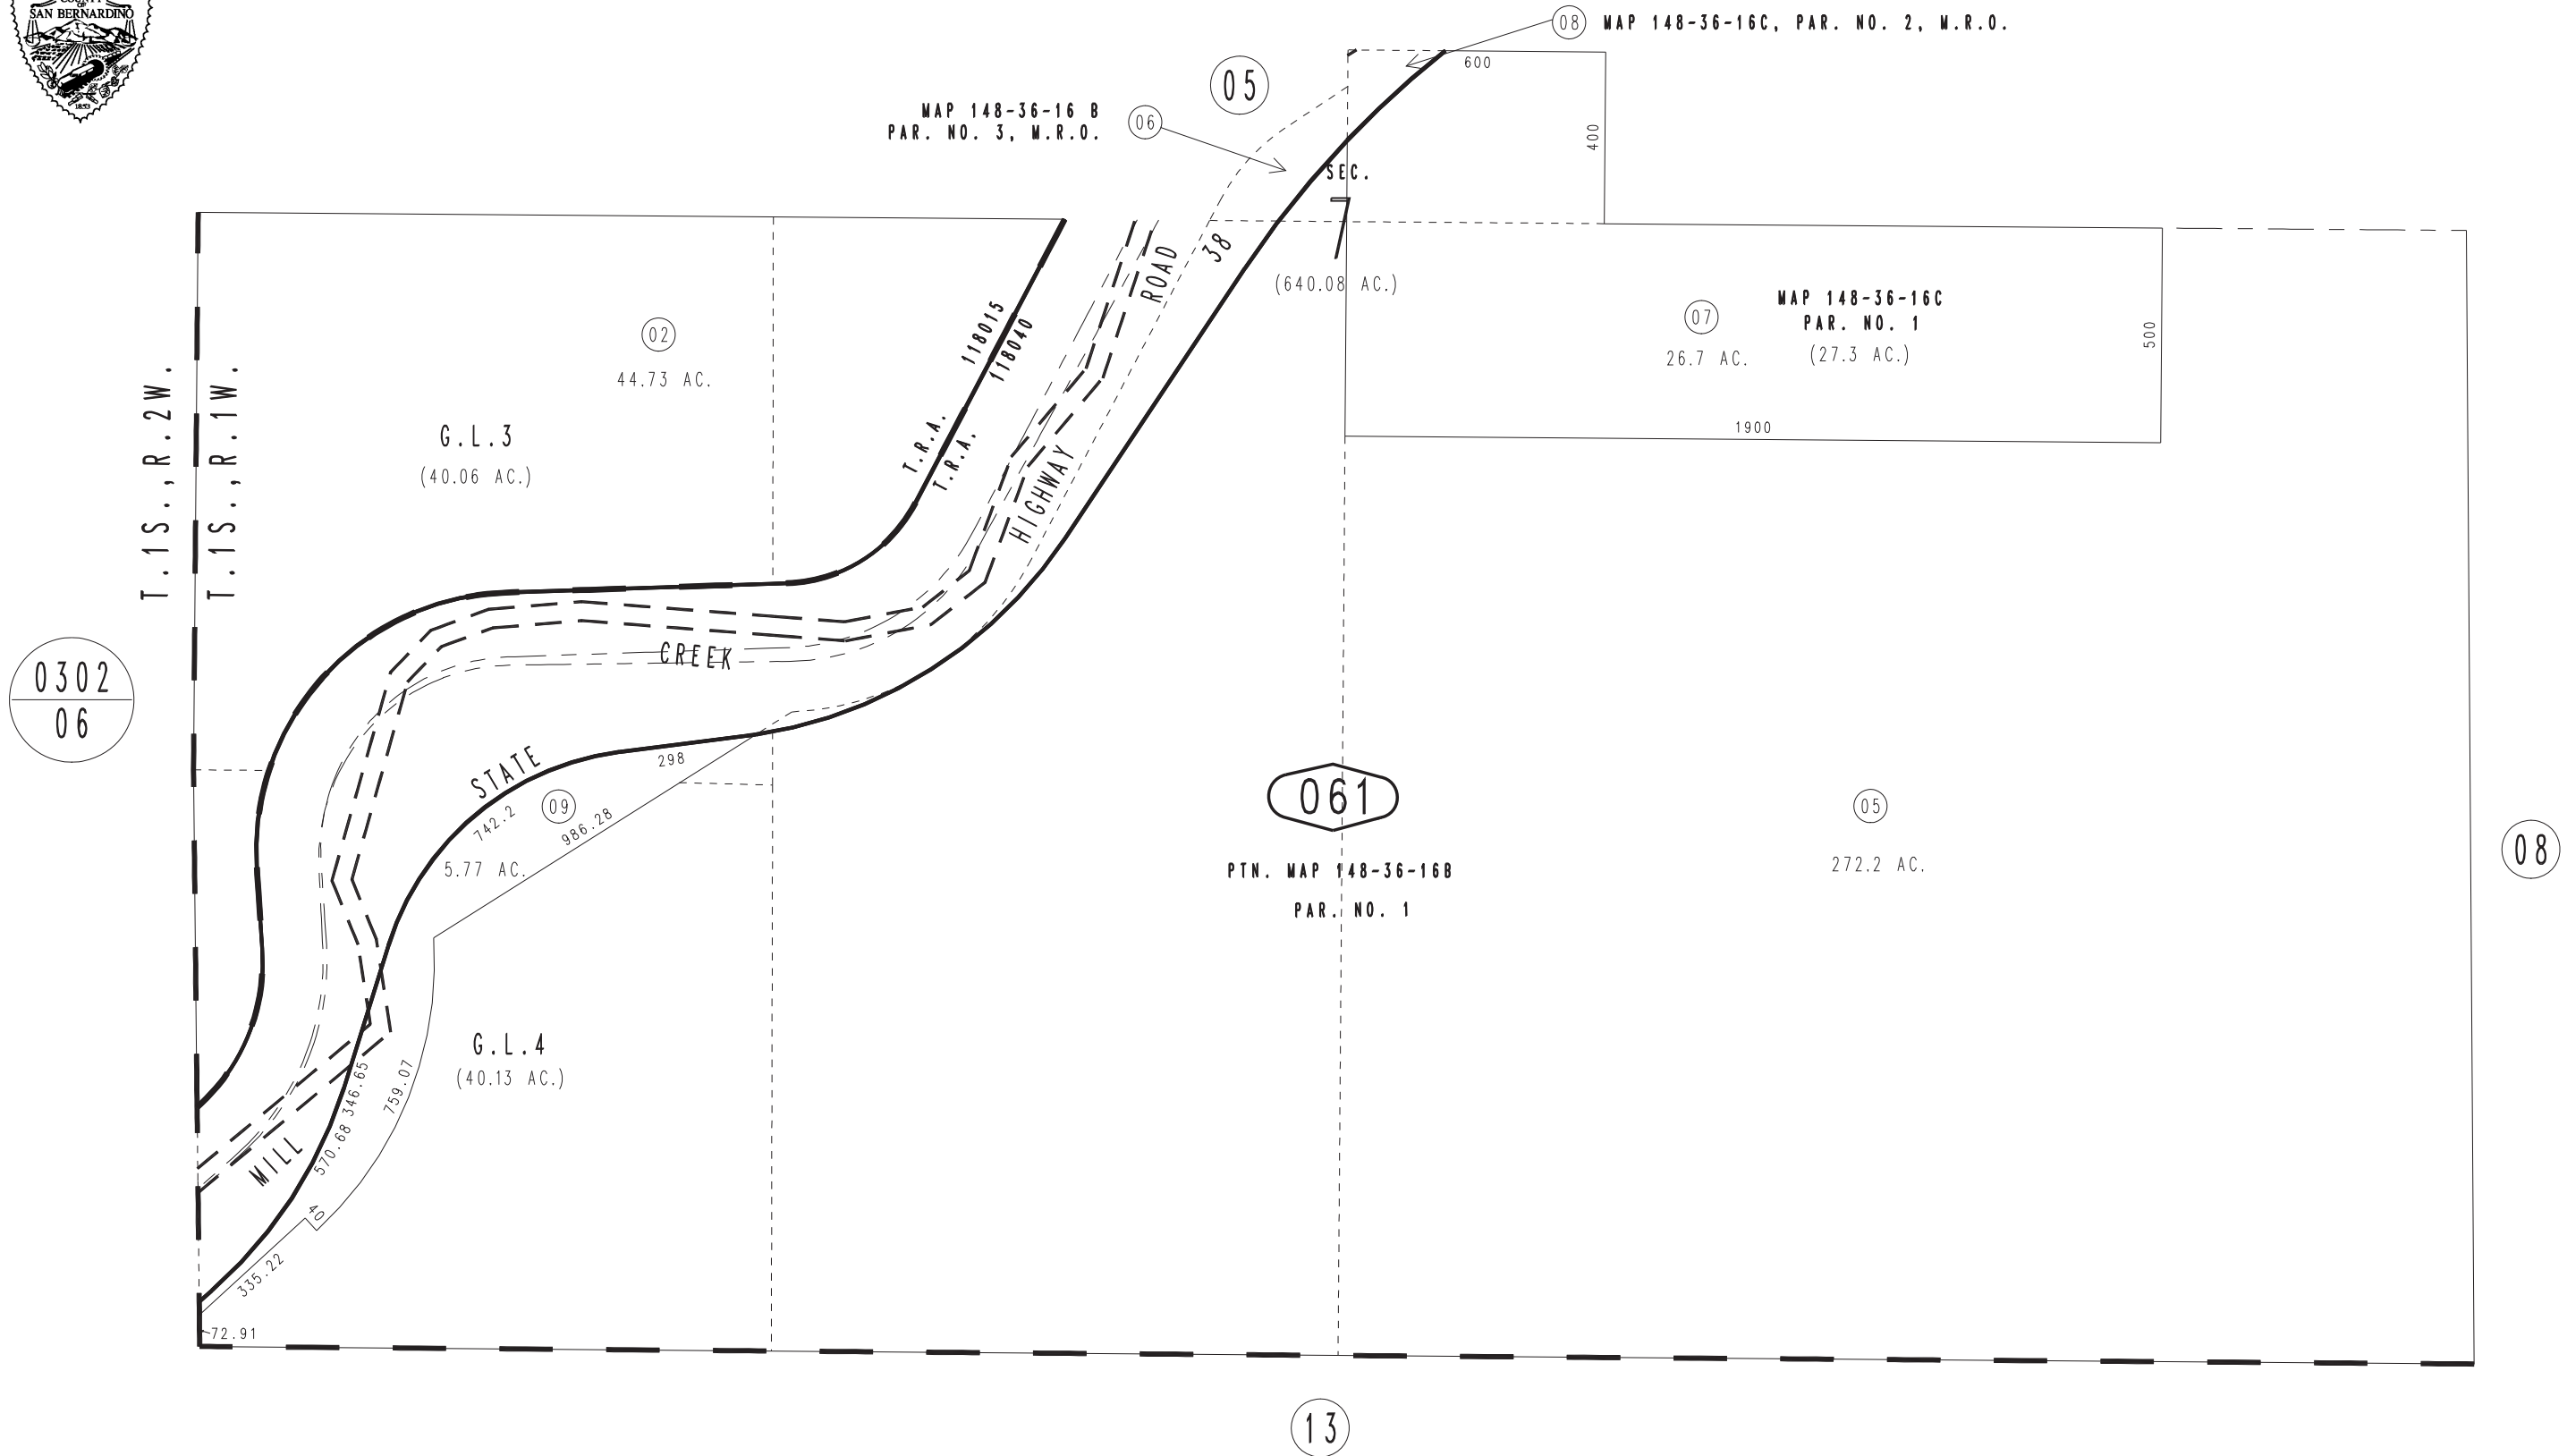 COUNTY
OF
SAN BERNARDINO
1853
08 MAP 148-36-16C, PAR. NO. 2, M.R.O.
05
600
MAP 148-36-16 B
PAR. NO. 3, M.R.O.
06
400
SEC.
7
(640.08 AC.)
ROAD
38
HIGHWAY
118015
118040
T.R.A.
T.R.A.
02
44.73 AC.
G.L.3
(40.06 AC.)
T.1S.,R.2W.
T.1S.,R.1W.
07
26.7 AC.
MAP 148-36-16C
PAR. NO. 1
(27.3 AC.)
500
1900
0302
06
CREEK
STATE
298
742.2
09
986.28
5.77 AC.
061
PTN. MAP 148-36-16B
PAR. NO. 1
05
272.2 AC.
08
G.L.4
(40.13 AC.)
346.65
570.68
759.07
MILL
40
335.22
72.91
13